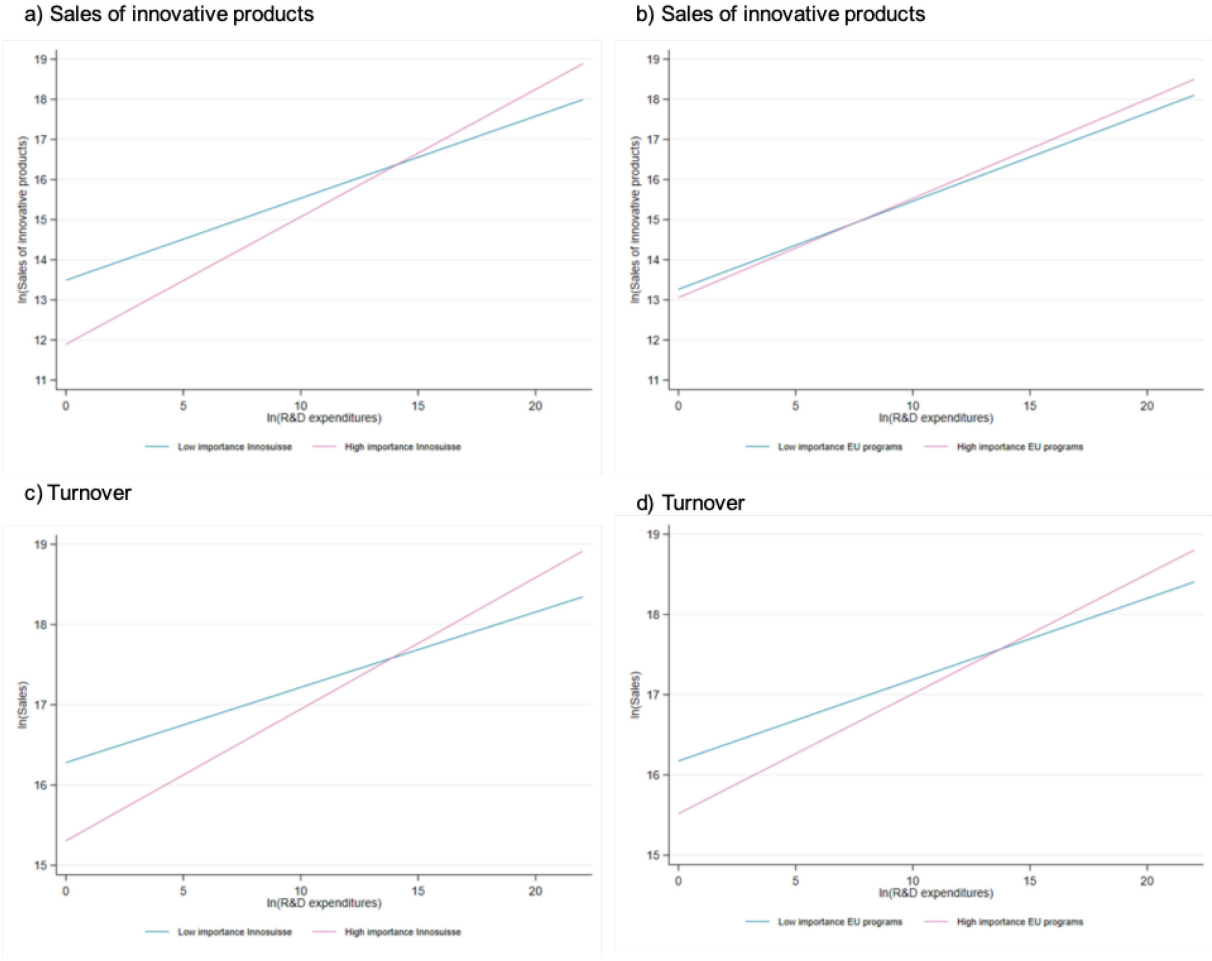 a) Sales of innovative products
19
18
17
16
15
14
13
12
11
ln(Sales of innovative products)
0 5 10 15 20
ln(R&D expenditures)
Low importance Innosuisse High importance Innosuisse
b) Sales of innovative products
19
18
17
16
15
14
13
12
11
ln(Sales of innovative products)
0 5 10 15 20
ln(R&D expenditures)
Low importance EU programs High importance EU programs
c) Turnover
19
18
17
16
15
ln(Sales)
0 5 10 15 20
ln(R&D expenditures)
Low importance Innosuisse High importance Innosuisse
d) Turnover
19
18
17
16
15
ln(Sales)
0 5 10 15 20
ln(R&D expenditures)
Low importance EU programs High importance EU programs